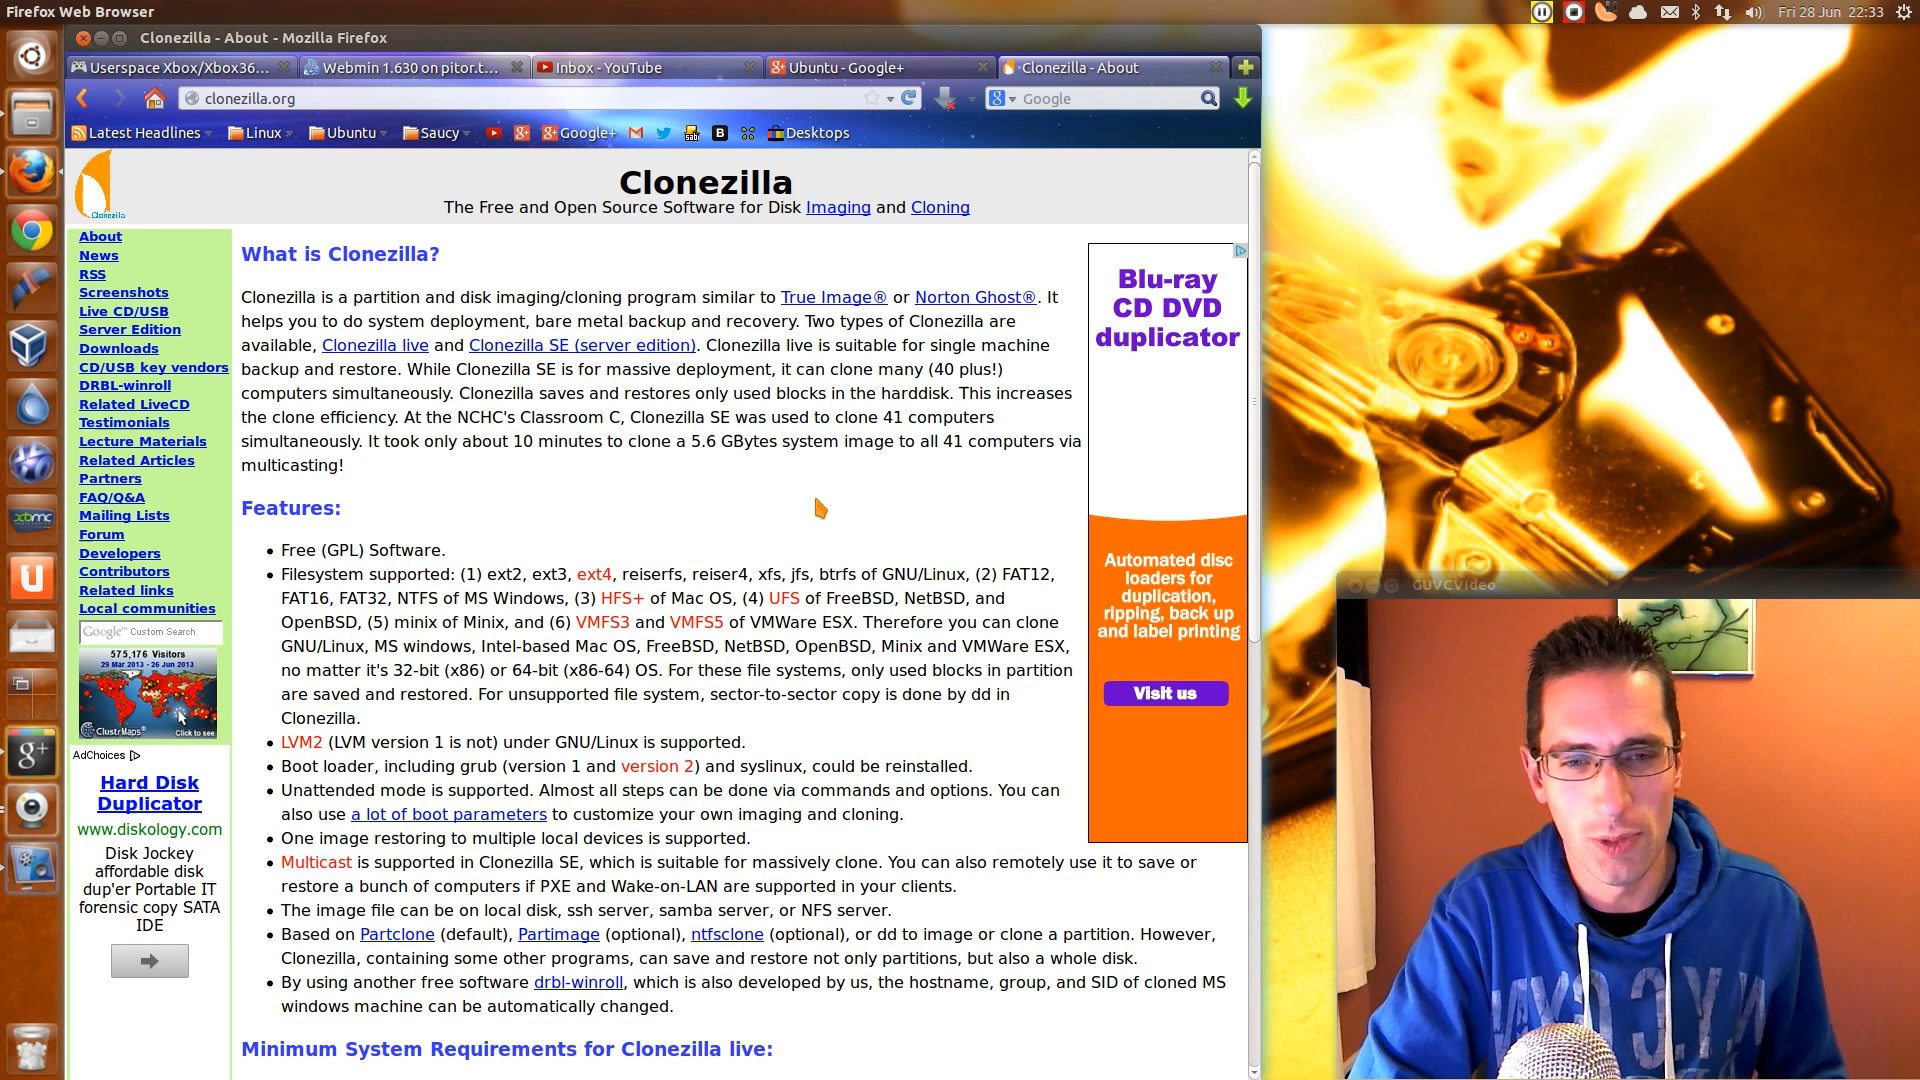 Firefox Web Browser
Fri 28 Jun 22:33
Clonezilla - About - Mozilla Firefox
Userspace Xbox/Xbox36...
Webmin 1.630 on pitor.t...
Inbox - YouTube
Ubuntu - Google+
Clonezilla - About
clonezilla.org
Google
Latest Headlines
Linux
Ubuntu
Saucy
Google+
Desktops
Clonezilla
Clonezilla
The Free and Open Source Software for Disk Imaging and Cloning
About
News
RSS
Screenshots
Live CD/USB
Server Edition
Downloads
CD/USB key vendors
DRBL-winroll
Related LiveCD
Testimonials
Lecture Materials
Related Articles
Partners
FAQ/Q&A
Mailing Lists
Forum
Developers
Contributors
Related links
Local communities
Google™ Custom Search
575,176 Visitors
29 Mar 2013 - 26 Jun 2013
ClustrMaps®
Click to see
AdChoices
Hard Disk
Duplicator
www.diskology.com
Disk Jockey
affordable disk
dup'er Portable IT
forensic copy SATA
IDE
What is Clonezilla?
Clonezilla is a partition and disk imaging/cloning program similar to True Image® or Norton Ghost®. It
helps you to do system deployment, bare metal backup and recovery. Two types of Clonezilla are
available, Clonezilla live and Clonezilla SE (server edition). Clonezilla live is suitable for single machine
backup and restore. While Clonezilla SE is for massive deployment, it can clone many (40 plus!)
computers simultaneously. Clonezilla saves and restores only used blocks in the harddisk. This increases
the clone efficiency. At the NCHC's Classroom C, Clonezilla SE was used to clone 41 computers
simultaneously. It took only about 10 minutes to clone a 5.6 GBytes system image to all 41 computers via
multicasting!
Features:
• Free (GPL) Software.
• Filesystem supported: (1) ext2, ext3, ext4, reiserfs, reiser4, xfs, jfs, btrfs of GNU/Linux, (2) FAT12,
FAT16, FAT32, NTFS of MS Windows, (3) HFS+ of Mac OS, (4) UFS of FreeBSD, NetBSD, and
OpenBSD, (5) minix of Minix, and (6) VMFS3 and VMFS5 of VMWare ESX. Therefore you can clone
GNU/Linux, MS windows, Intel-based Mac OS, FreeBSD, NetBSD, OpenBSD, Minix and VMWare ESX,
no matter it's 32-bit (x86) or 64-bit (x86-64) OS. For these file systems, only used blocks in partition
are saved and restored. For unsupported file system, sector-to-sector copy is done by dd in
Clonezilla.
• LVM2 (LVM version 1 is not) under GNU/Linux is supported.
• Boot loader, including grub (version 1 and version 2) and syslinux, could be reinstalled.
• Unattended mode is supported. Almost all steps can be done via commands and options. You can
also use a lot of boot parameters to customize your own imaging and cloning.
• One image restoring to multiple local devices is supported.
• Multicast is supported in Clonezilla SE, which is suitable for massively clone. You can also remotely use it to save or
restore a bunch of computers if PXE and Wake-on-LAN are supported in your clients.
• The image file can be on local disk, ssh server, samba server, or NFS server.
• Based on Partclone (default), Partimage (optional), ntfsclone (optional), or dd to image or clone a partition. However,
Clonezilla, containing some other programs, can save and restore not only partitions, but also a whole disk.
• By using another free software drbl-winroll, which is also developed by us, the hostname, group, and SID of cloned MS
windows machine can be automatically changed.
Minimum System Requirements for Clonezilla live:
Blu-ray
CD DVD
duplicator
Automated disc
loaders for
duplication,
ripping, back up
and label printing
Visit us
GUVCVideo
xbmc